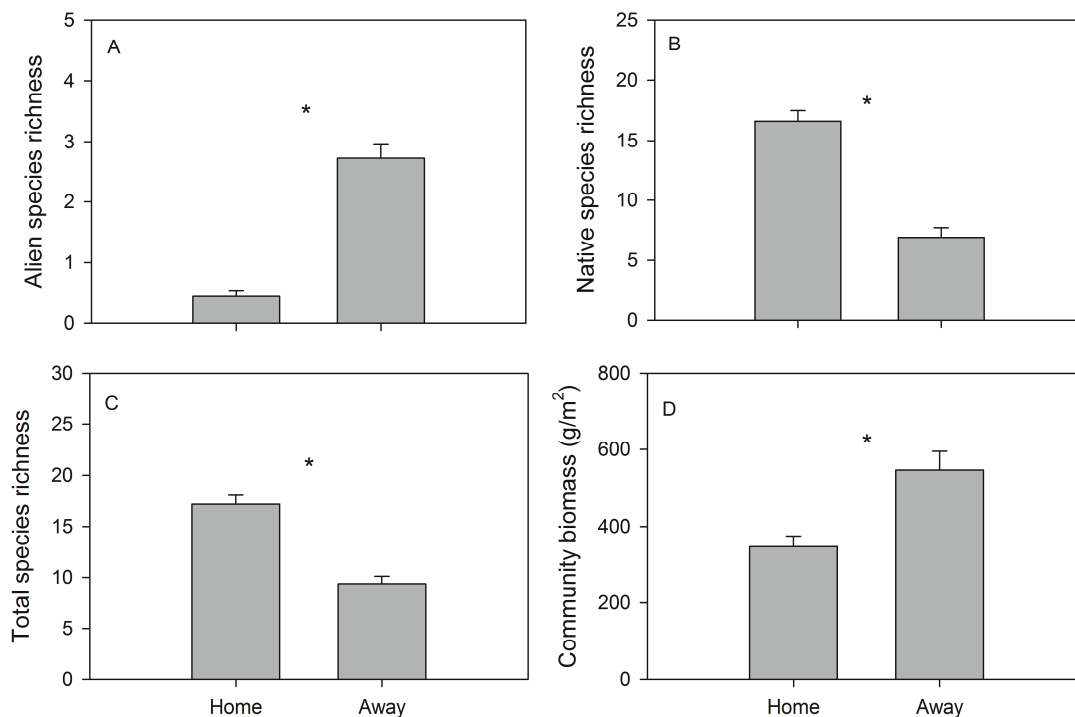 A
Alien species richness
5
4
3
2
1
0
*
B
Native species richness
25
20
15
10
5
0
*
C
Total species richness
30
25
20
15
10
5
0
*
Home Away
D
Community biomass (g/m²)
800
600
400
200
0
*
Home Away